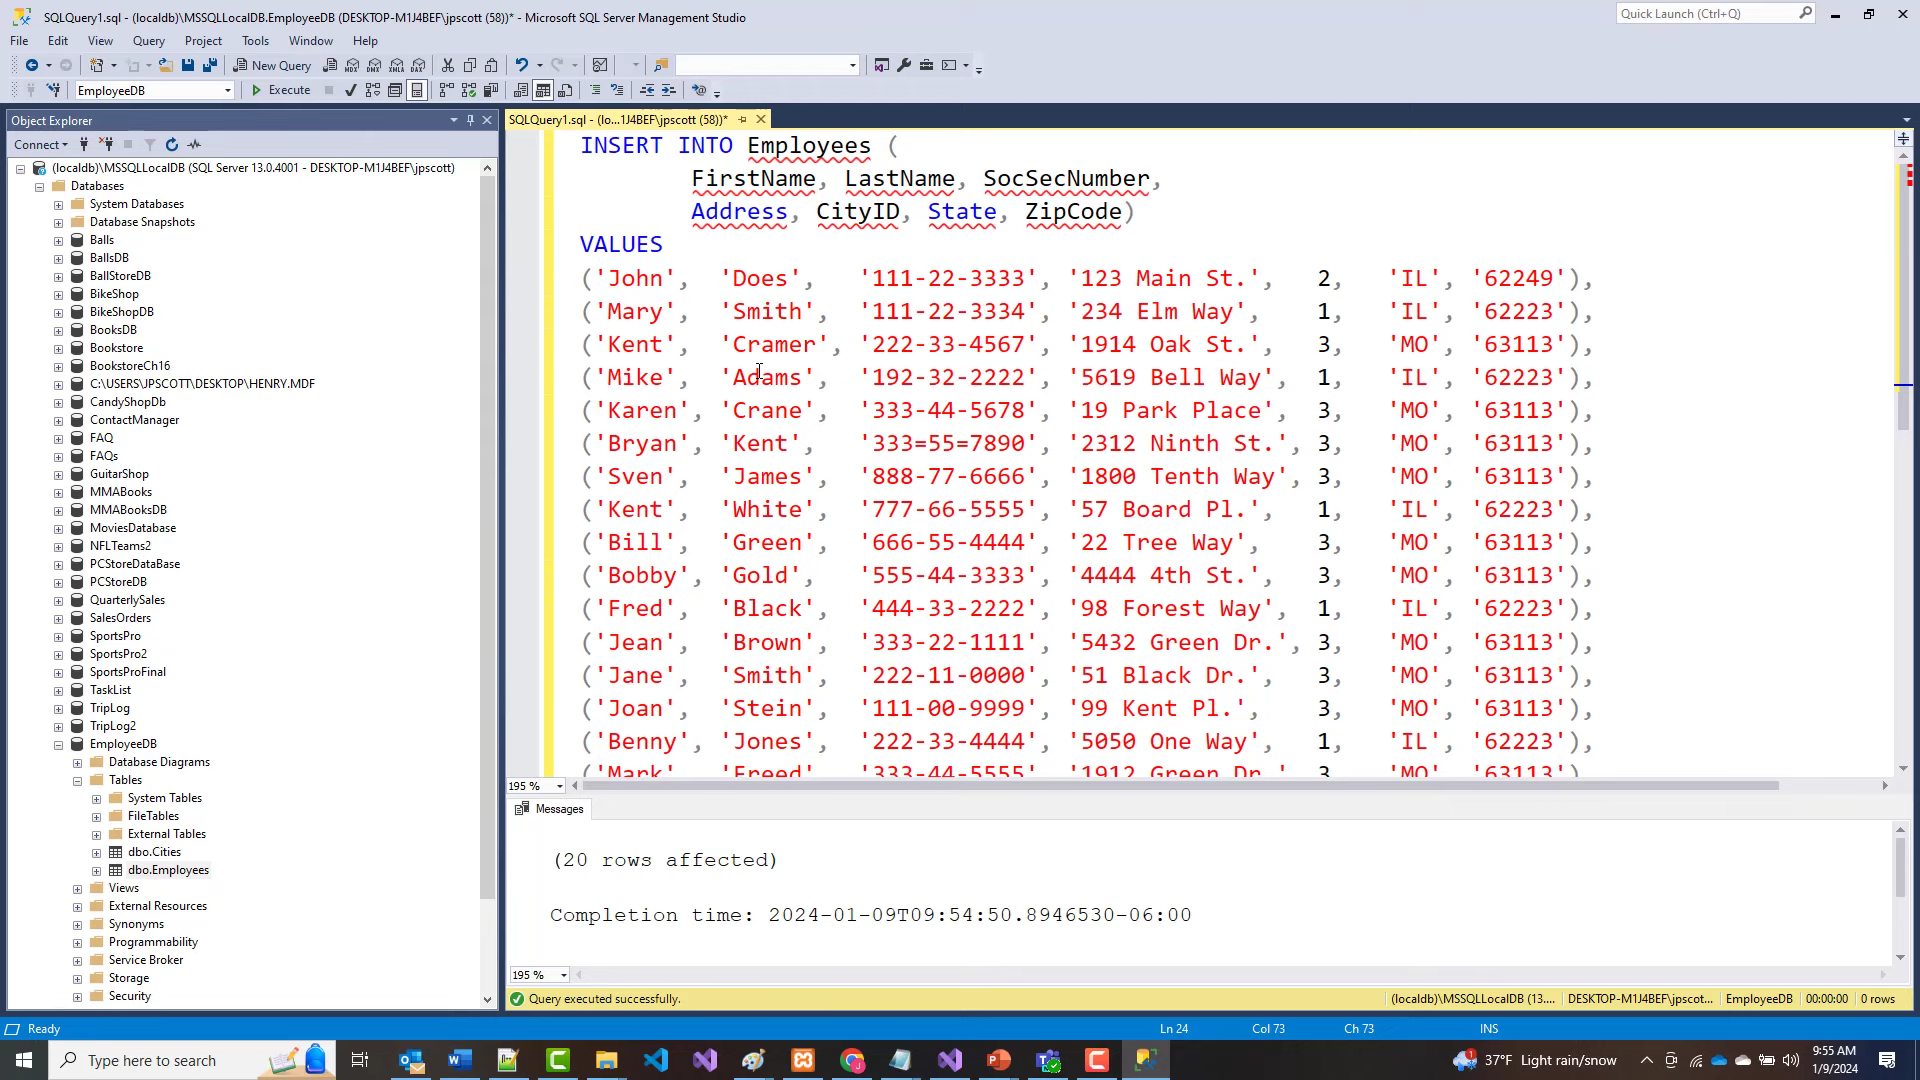 SQLQuery1.sql - (localdb)\MSSQLLocalDB.EmployeeDB (DESKTOP-M1J4BEF\jpscott (58))* - Microsoft SQL Server Management Studio
Quick Launch (Ctrl+Q)
File Edit View Query Project Tools Window Help
New Query
EmployeeDB
Execute
Object Explorer
SQLQuery1.sql - (lo...1J4BEF\jpscott (58))*
Connect
(localdb)\MSSQLLocalDB (SQL Server 13.0.4001 - DESKTOP-M1J4BEF\jpscott)
Databases
System Databases
Database Snapshots
Balls
BallsDB
BallStoreDB
BikeShop
BikeShopDB
BooksDB
Bookstore
BookstoreCh16
C:\USERS\JPSCOTT\DESKTOP\HENRY.MDF
CandyShopDb
ContactManager
FAQ
FAQs
GuitarShop
MMABooks
MMABooksDB
MoviesDatabase
NFLTeams2
PCStoreDataBase
PCStoreDB
QuarterlySales
SalesOrders
SportsPro
SportsPro2
SportsProFinal
TaskList
TripLog
TripLog2
EmployeeDB
Database Diagrams
Tables
System Tables
FileTables
External Tables
dbo.Cities
dbo.Employees
Views
External Resources
Synonyms
Programmability
Service Broker
Storage
Security
INSERT INTO Employees (
FirstName, LastName, SocSecNumber,
Address, CityID, State, ZipCode)
VALUES
('John', 'Does', '111-22-3333', '123 Main St.', 2, 'IL', '62249'),
('Mary', 'Smith', '111-22-3334', '234 Elm Way', 1, 'IL', '62223'),
('Kent', 'Cramer', '222-33-4567', '1914 Oak St.', 3, 'MO', '63113'),
('Mike', 'Adams', '192-32-2222', '5619 Bell Way', 1, 'IL', '62223'),
('Karen', 'Crane', '333-44-5678', '19 Park Place', 3, 'MO', '63113'),
('Bryan', 'Kent', '333=55=7890', '2312 Ninth St.', 3, 'MO', '63113'),
('Sven', 'James', '888-77-6666', '1800 Tenth Way', 3, 'MO', '63113'),
('Kent', 'White', '777-66-5555', '57 Board Pl.', 1, 'IL', '62223'),
('Bill', 'Green', '666-55-4444', '22 Tree Way', 3, 'MO', '63113'),
('Bobby', 'Gold', '555-44-3333', '4444 4th St.', 3, 'MO', '63113'),
('Fred', 'Black', '444-33-2222', '98 Forest Way', 1, 'IL', '62223'),
('Jean', 'Brown', '333-22-1111', '5432 Green Dr.', 3, 'MO', '63113'),
('Jane', 'Smith', '222-11-0000', '51 Black Dr.', 3, 'MO', '63113'),
('Joan', 'Stein', '111-00-9999', '99 Kent Pl.', 3, 'MO', '63113'),
('Benny', 'Jones', '222-33-4444', '5050 One Way', 1, 'IL', '62223'),
('Mark', 'Freed', '333-44-5555', '1912 Green Dr.', 3, 'MO', '63113'),
195 %
Messages
(20 rows affected)
Completion time: 2024-01-09T09:54:50.8946530-06:00
195 %
Query executed successfully.
(localdb)\MSSQLLocalDB (13.... DESKTOP-M1J4BEF\jpscot... EmployeeDB 00:00:00 0 rows
Ready
Ln 24 Col 73 Ch 73 INS
Type here to search
37°F Light rain/snow
9:55 AM
1/9/2024